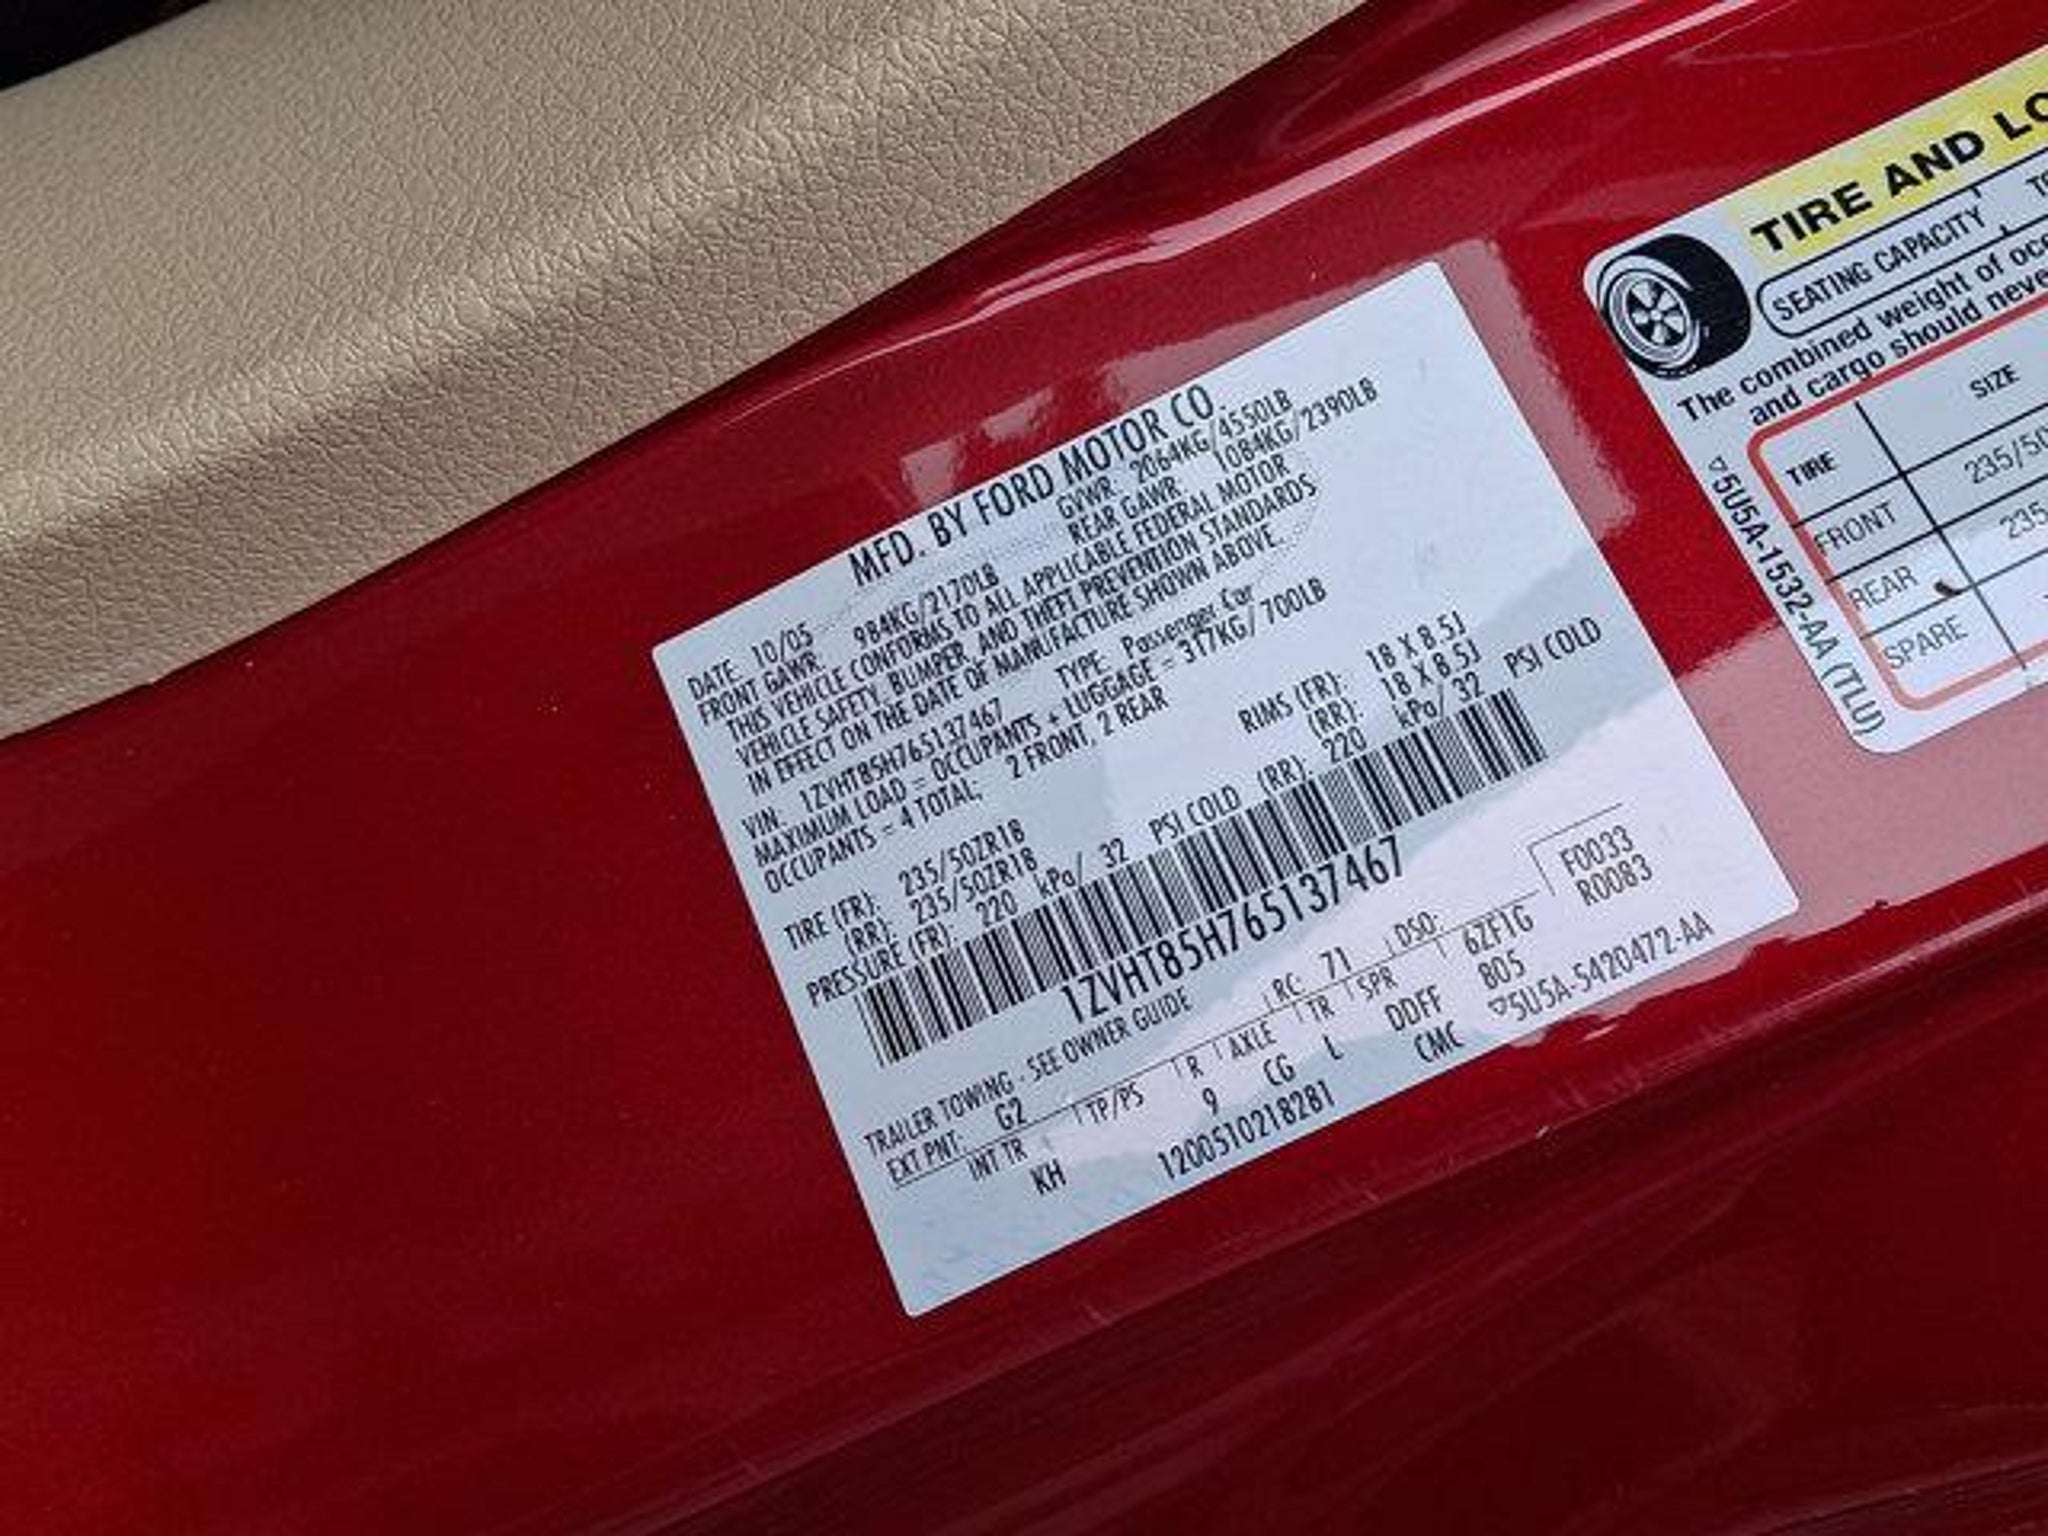 MFD. BY FORD MOTOR CO.
DATE: 10/05 GVWR: 2064KG/4550LB
FRONT GAWR: 984KG/2170LB REAR GAWR: 1084KG/2390LB
THIS VEHICLE CONFORMS TO ALL APPLICABLE FEDERAL MOTOR
VEHICLE SAFETY, BUMPER, AND THEFT PREVENTION STANDARDS
IN EFFECT ON THE DATE OF MANUFACTURE SHOWN ABOVE.
VIN: 1ZVHT85H765137467 TYPE: Passenger Car
MAXIMUM LOAD = OCCUPANTS + LUGGAGE = 317KG/ 700LB
OCCUPANTS = 4 TOTAL; 2 FRONT, 2 REAR
TIRE (FR): 235/50ZR18 RIMS (FR): 18 X 8.5J
(RR): 235/50ZR18 (RR): 18 X 8.5J
PRESSURE (FR): 220 kPa/ 32 PSI COLD (RR): 220 kPa/ 32 PSI COLD
1ZVHT85H765137467
TRAILER TOWING - SEE OWNER GUIDE
F0033
EXT PNT: G2 RC: 71 DSO: R0083
INT TR TP/PS R AXLE TR SPR 6ZF1G
KH 9 CG L DDFF B05
1200510218281 CMC ▽5U5A-5420472-AA
TIRE AND LO
SEATING CAPACITY
The combined weight of occ
and cargo should neve
TIRE SIZE
FRONT 235/50
REAR 235
SPARE
▽5U5A-1532-AA (TLU)